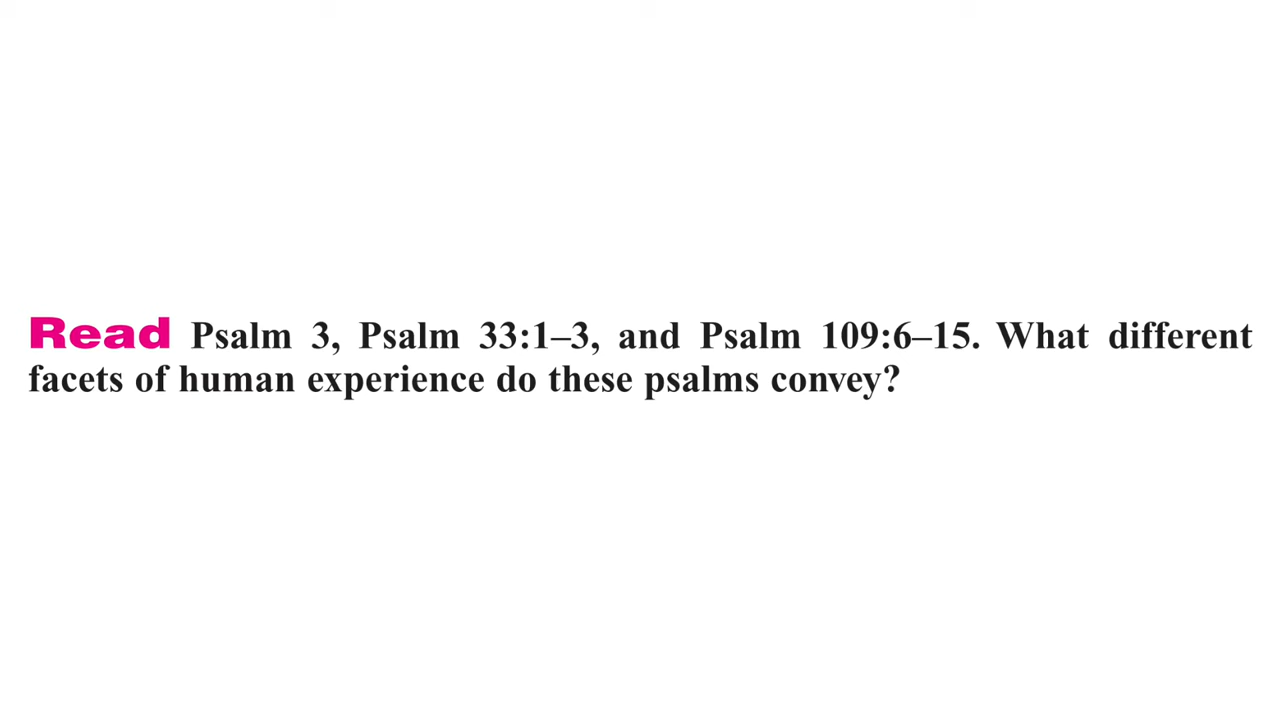 Read Psalm 3, Psalm 33:1–3, and Psalm 109:6–15. What different
facets of human experience do these psalms convey?